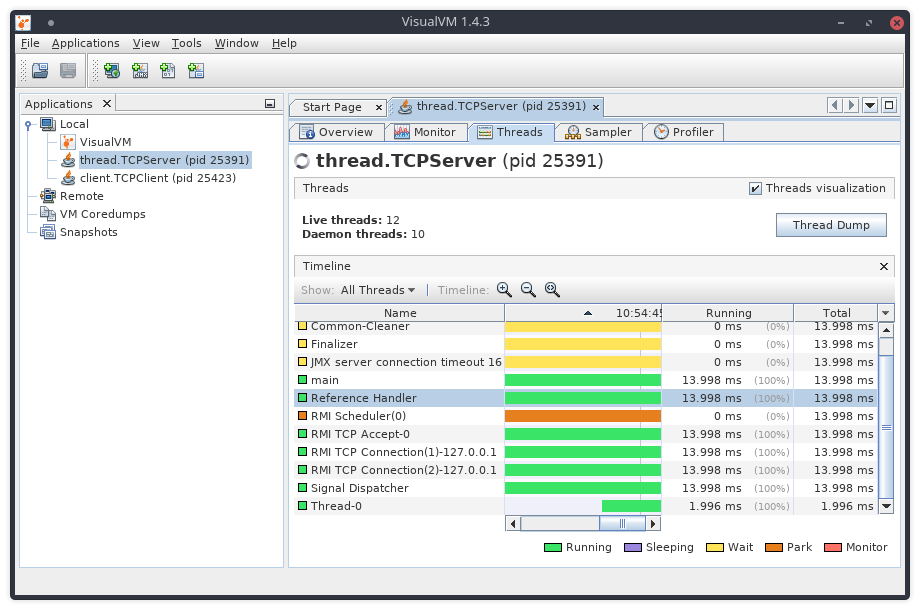 VisualVM 1.4.3
File Applications View Tools Window Help
Applications
Local
VisualVM
thread.TCPServer (pid 25391)
client.TCPClient (pid 25423)
Remote
VM Coredumps
Snapshots
Start Page
thread.TCPServer (pid 25391)
Overview Monitor Threads Sampler Profiler
thread.TCPServer (pid 25391)
Threads
Threads visualization
Live threads: 12
Daemon threads: 10
Thread Dump
Timeline
Show: All Threads Timeline:
Name 10:54:45 Running Total
Common-Cleaner 0 ms (0%) 13.998 ms
Finalizer 0 ms (0%) 13.998 ms
JMX server connection timeout 16 0 ms (0%) 13.998 ms
main 13.998 ms (100%) 13.998 ms
Reference Handler 13.998 ms (100%) 13.998 ms
RMI Scheduler(0) 0 ms (0%) 13.998 ms
RMI TCP Accept-0 13.998 ms (100%) 13.998 ms
RMI TCP Connection(1)-127.0.0.1 13.998 ms (100%) 13.998 ms
RMI TCP Connection(2)-127.0.0.1 13.998 ms (100%) 13.998 ms
Signal Dispatcher 13.998 ms (100%) 13.998 ms
Thread-0 1.996 ms (100%) 1.996 ms
Running Sleeping Wait Park Monitor